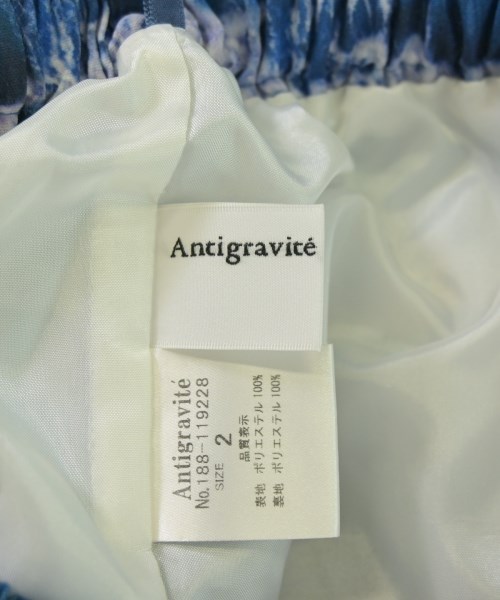 Antigravité
Antigravité
No.188-119228
SIZE 2
品質表示
表地 ポリエステル 100%
裏地 ポリエステル 100%